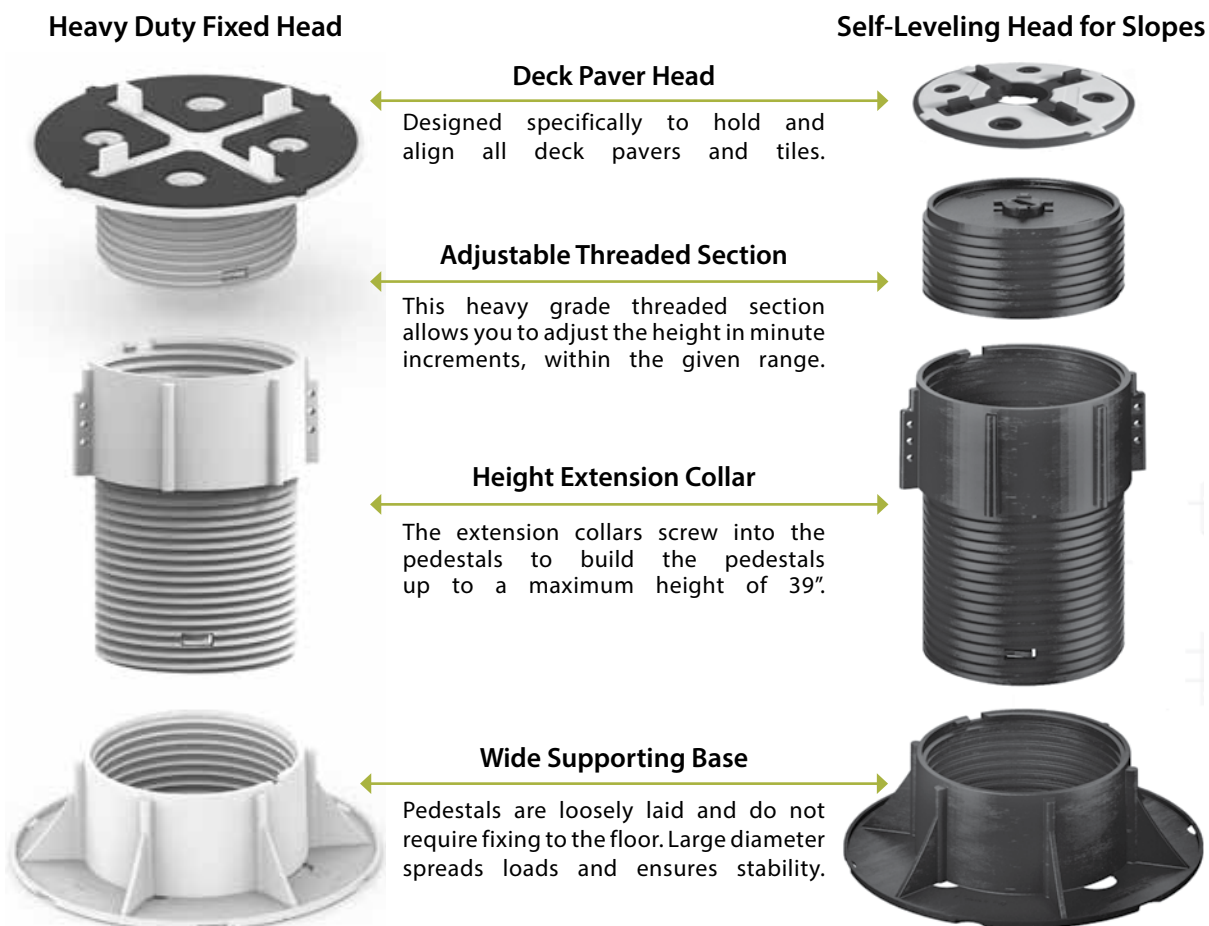 Heavy Duty Fixed Head
Self-Leveling Head for Slopes
Deck Paver Head
Designed specifically to hold and
align all deck pavers and tiles.
Adjustable Threaded Section
This heavy grade threaded section
allows you to adjust the height in minute
increments, within the given range.
Height Extension Collar
The extension collars screw into the
pedestals to build the pedestals
up to a maximum height of 39”.
Wide Supporting Base
Pedestals are loosely laid and do not
require fixing to the floor. Large diameter
spreads loads and ensures stability.